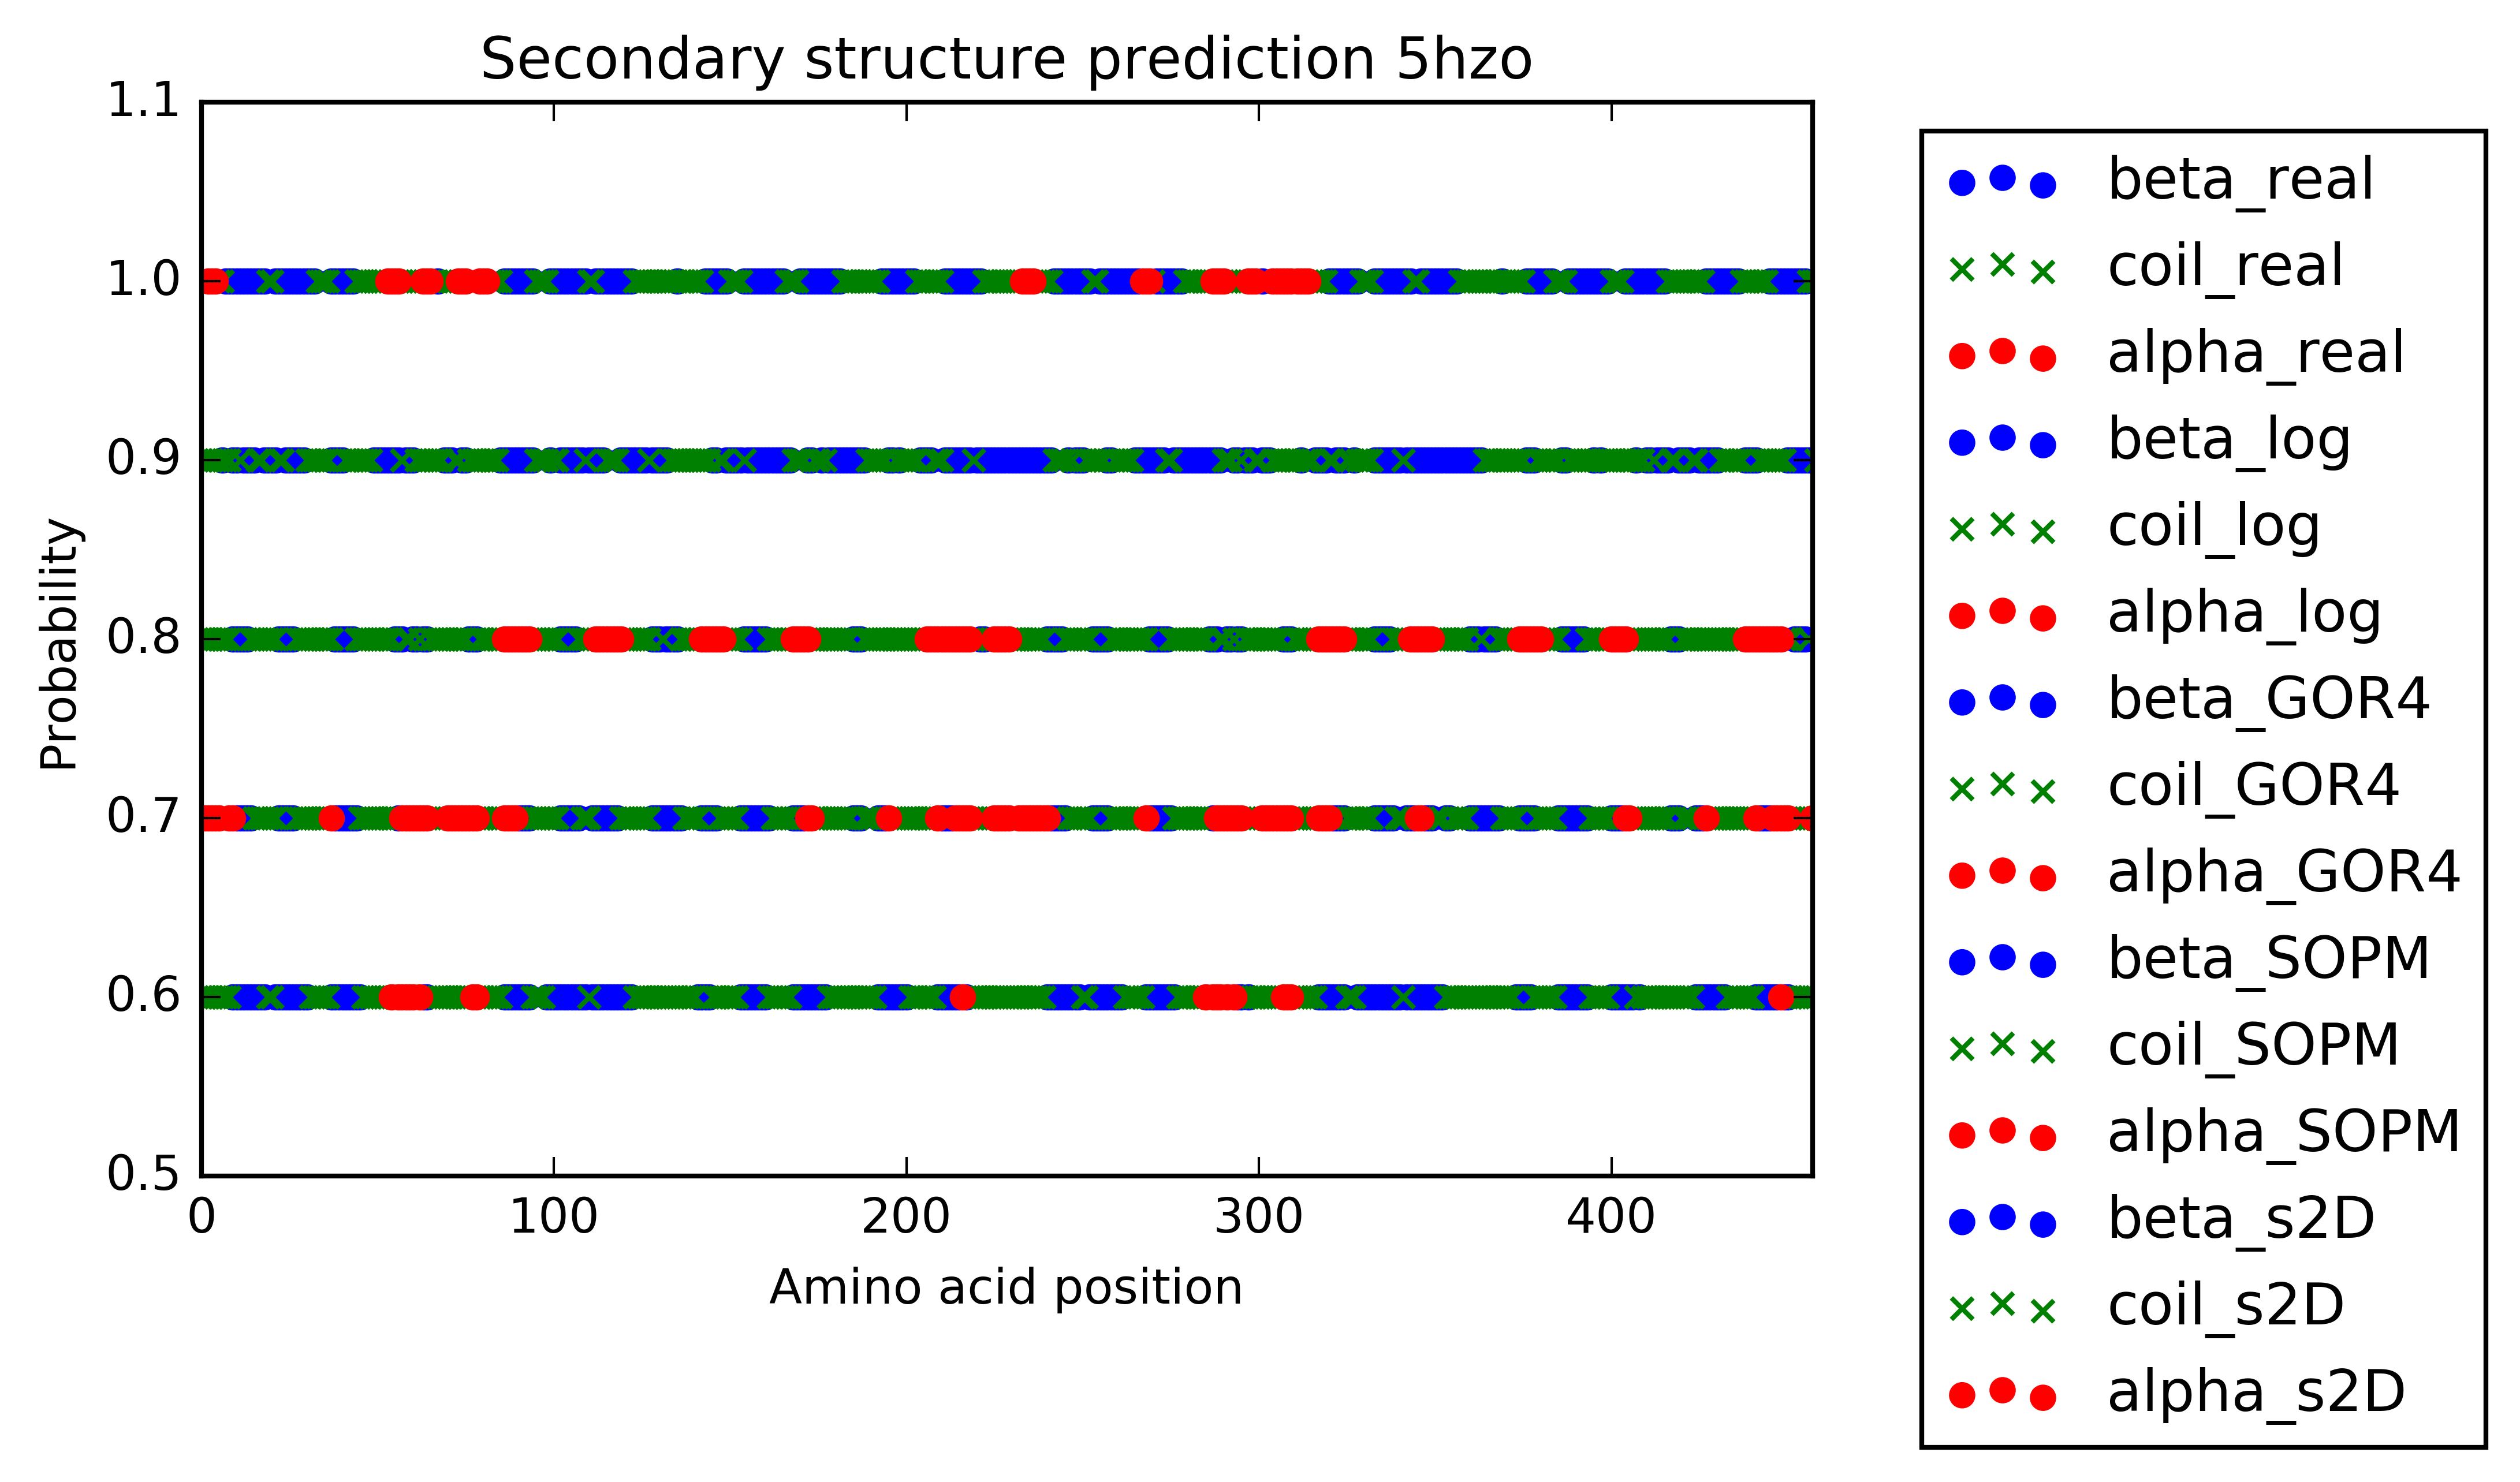 Secondary structure prediction 5hzo
1.1
1.0
0.9
0.8
0.7
0.6
0.5
Probability
0 100 200 300 400
Amino acid position
beta_real
coil_real
alpha_real
beta_log
coil_log
alpha_log
beta_GOR4
coil_GOR4
alpha_GOR4
beta_SOPM
coil_SOPM
alpha_SOPM
beta_s2D
coil_s2D
alpha_s2D